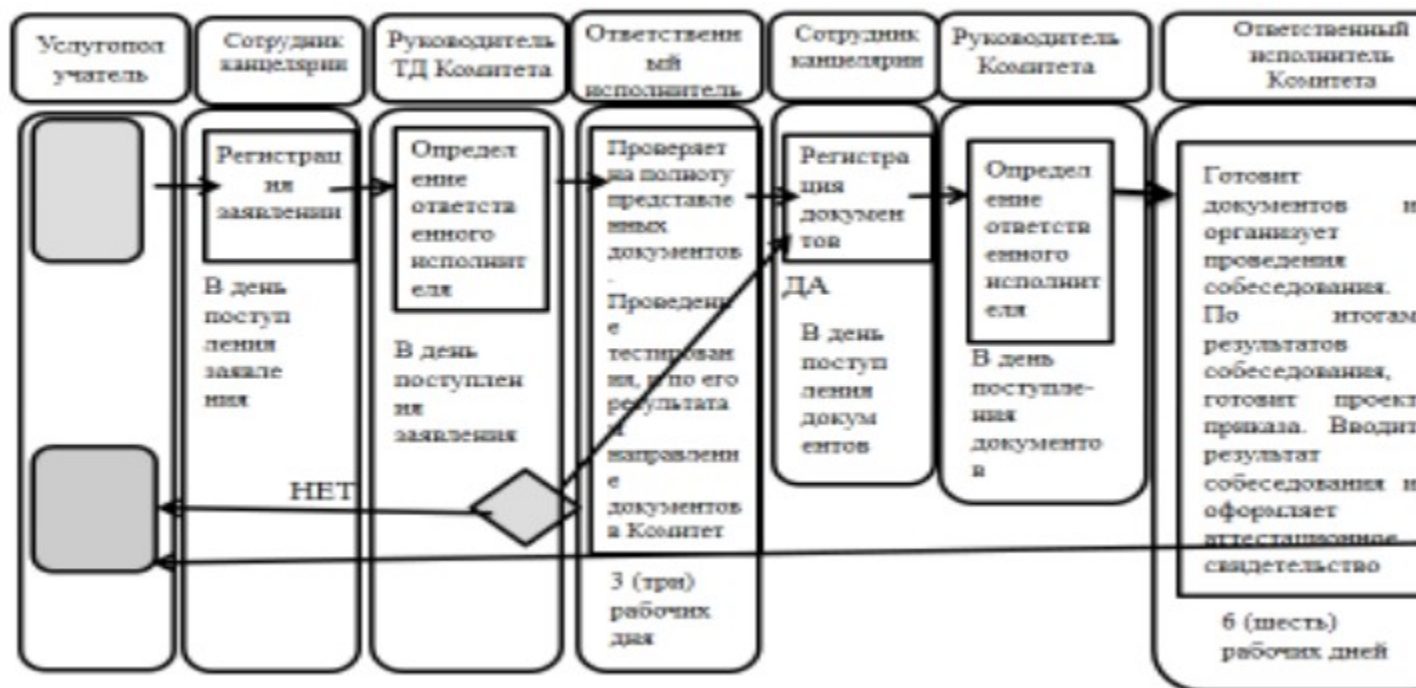 Услугопол
учатель
Сотрудник
канцелярии
Руководитель
ТД Комитета
Ответственн
ый
исполнитель
Сотрудник
канцелярии
Руководитель
Комитета
Ответственный
исполнитель
Комитета
Регистрац
ия
заявлении
В день
поступ
ления
заявле
ния
Определ
ение
ответств
енного
исполнит
еля
В день
поступлен
ия
заявления
НЕТ
Проверяет
на полноту
представле
нных
документов
.
Проведени
е
тестирован
ия, и по его
результата
м
направлени
е
документов
в Комитет
3 (три)
рабочих
дня
Регистра
ция
докумен
тов
ДА
В день
поступ
ления
докум
ентов
Определ
ение
ответств
енного
исполнит
еля
В день
поступле-
ния
документо
в
Готовит
документов и
организует
проведения
собеседования.
По итогам
результатов
собеседования,
готовит проект
приказа. Вводит
результат
собеседования и
оформляет
аттестационное
свидетельство
6 (шесть)
рабочих дней